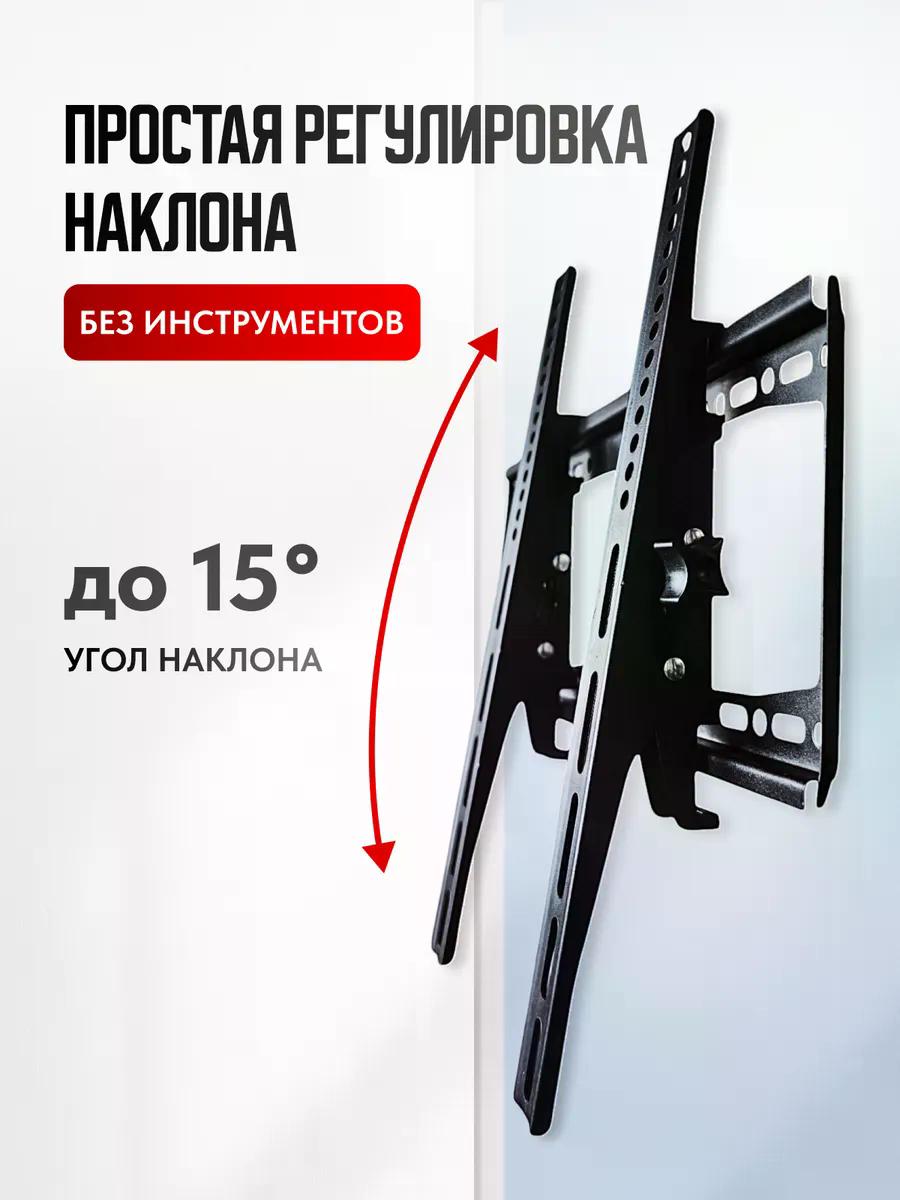 ПРОСТАЯ РЕГУЛИРОВКА
НАКЛОНА
БЕЗ ИНСТРУМЕНТОВ
до 15°
УГОЛ НАКЛОНА